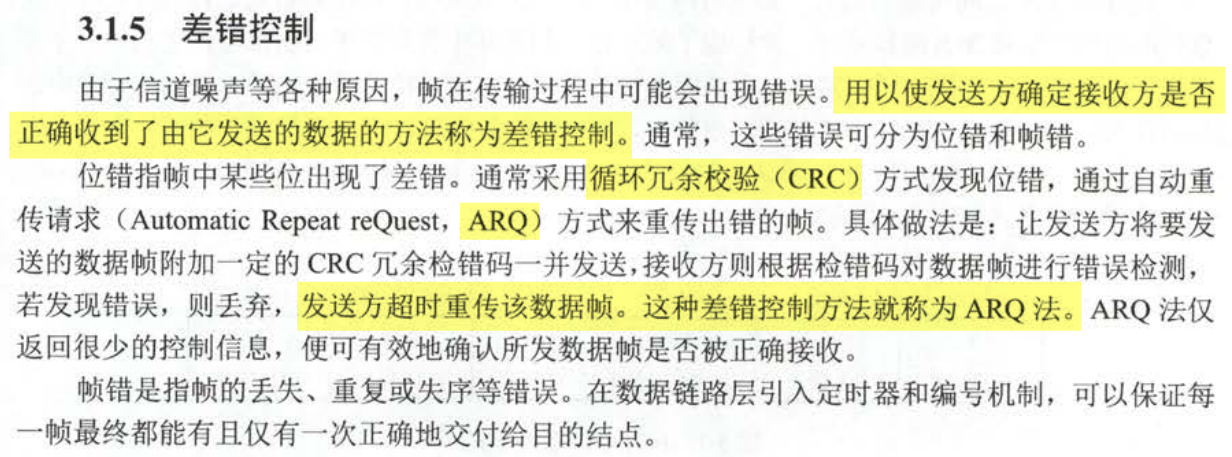 3.1.5 差错控制
由于信道噪声等各种原因，帧在传输过程中可能会出现错误。用以使发送方确定接收方是否
正确收到了由它发送的数据的方法称为差错控制。通常，这些错误可分为位错和帧错。
位错指帧中某些位出现了差错。通常采用循环冗余校验（CRC）方式发现位错，通过自动重
传请求（Automatic Repeat reQuest，ARQ）方式来重传出错的帧。具体做法是：让发送方将要发
送的数据帧附加一定的 CRC 冗余检错码一并发送，接收方则根据检错码对数据帧进行错误检测，
若发现错误，则丢弃，发送方超时重传该数据帧。这种差错控制方法就称为 ARQ 法。ARQ 法仅
返回很少的控制信息，便可有效地确认所发数据帧是否被正确接收。
帧错是指帧的丢失、重复或失序等错误。在数据链路层引入定时器和编号机制，可以保证每
一帧最终都能有且仅有一次正确地交付给目的结点。